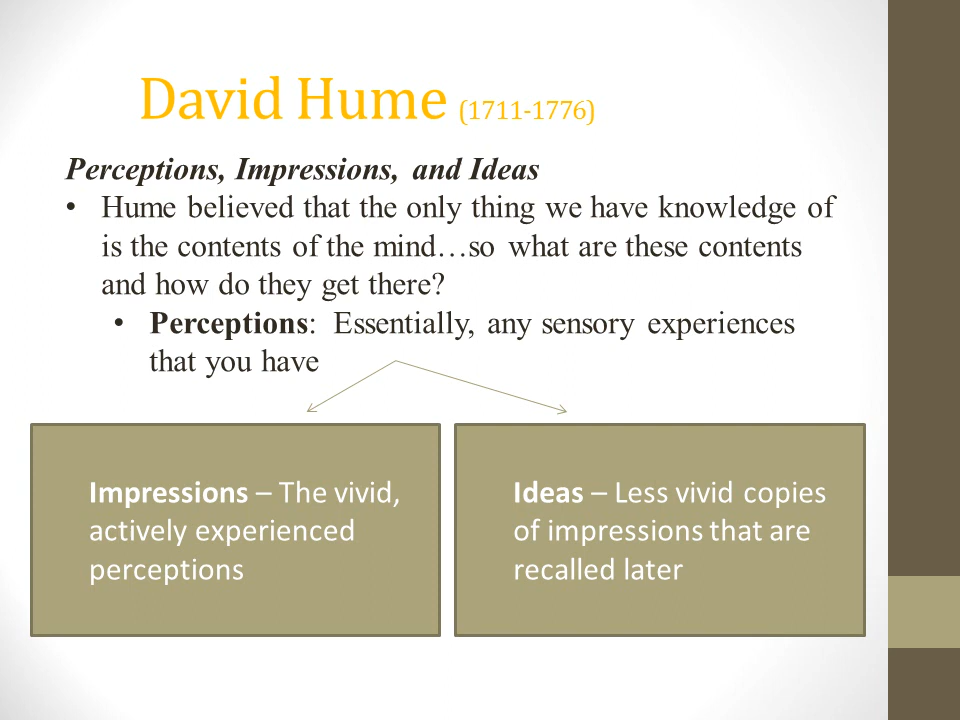 David Hume (1711-1776)
Perceptions, Impressions, and Ideas
• Hume believed that the only thing we have knowledge of
is the contents of the mind…so what are these contents
and how do they get there?
• Perceptions: Essentially, any sensory experiences
that you have
Impressions – The vivid,
actively experienced
perceptions
Ideas – Less vivid copies
of impressions that are
recalled later